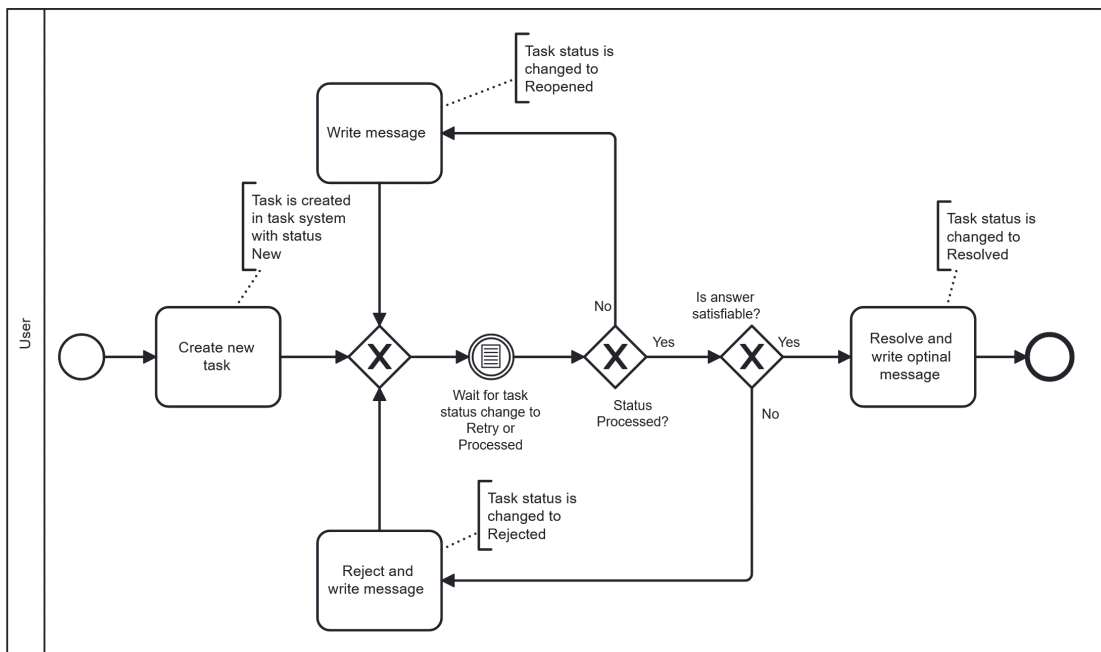 User
Task status is
changed to
Reopened
Write message
Task is created
in task system
with status
New
Task status is
changed to
Resolved
Create new
task
No
Is answer
satisfiable?
Yes
Yes
Resolve and
write optinal
message
Wait for task
status change to
Retry or
Processed
Status
Processed?
No
Task status is
changed to
Rejected
Reject and
write message